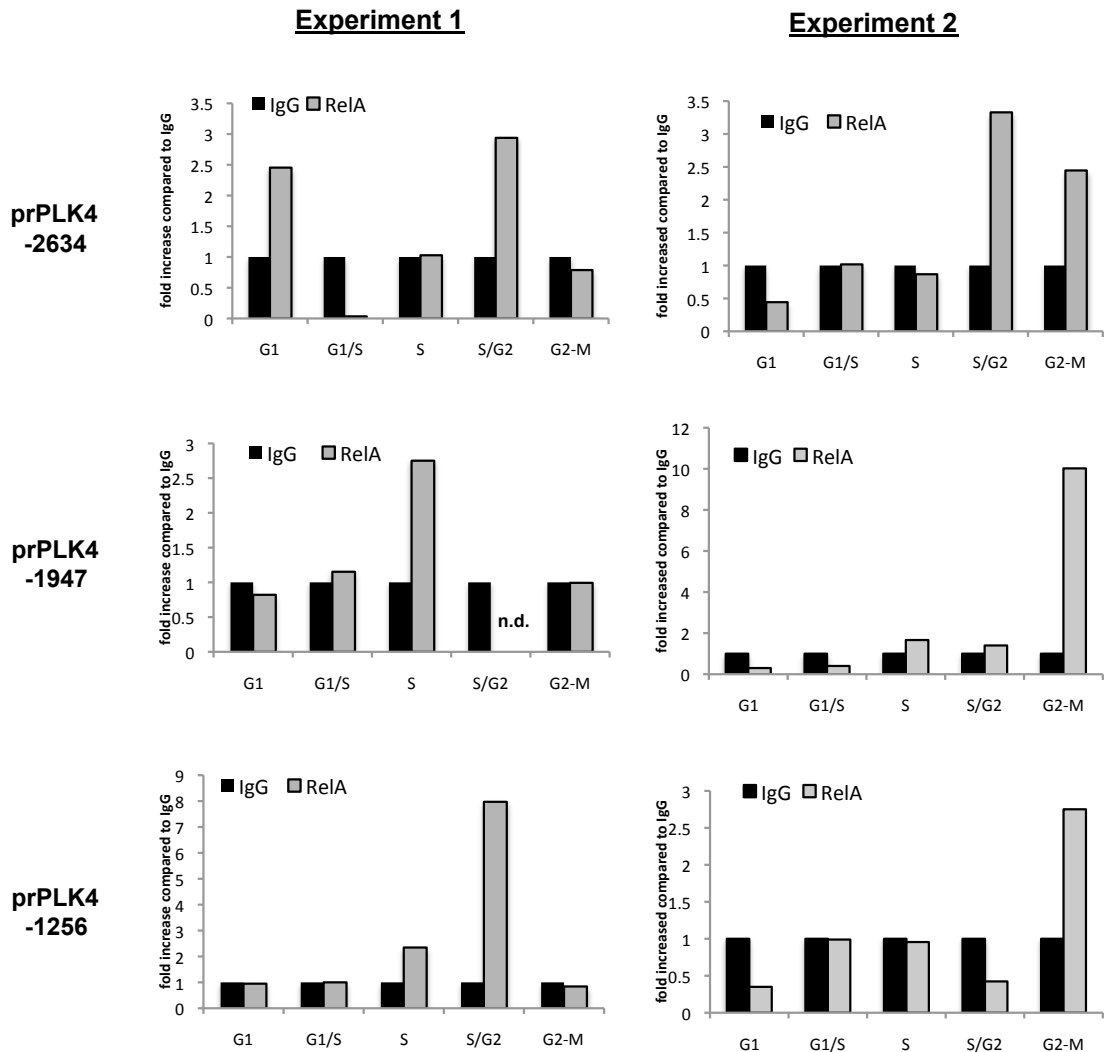 Experiment 1
Experiment 2
prPLK4
-2634
fold increase compared to IgG
IgG RelA
3.5
3
2.5
2
1.5
1
0.5
0
G1 G1/S S S/G2 G2-M
fold increased compared to IgG
IgG RelA
3.5
3
2.5
2
1.5
1
0.5
0
G1 G1/S S S/G2 G2-M
prPLK4
-1947
fold increase compared to IgG
IgG RelA
3
2.5
2
1.5
1
0.5
0
n.d.
G1 G1/S S S/G2 G2-M
fold increased compared to IgG
IgG RelA
12
10
8
6
4
2
0
G1 G1/S S S/G2 G2-M
prPLK4
-1256
fold increase compared to IgG
IgG RelA
9
8
7
6
5
4
3
2
1
0
G1 G1/S S S/G2 G2-M
fold increased compared to IgG
IgG RelA
3
2.5
2
1.5
1
0.5
0
G1 G1/S S S/G2 G2-M